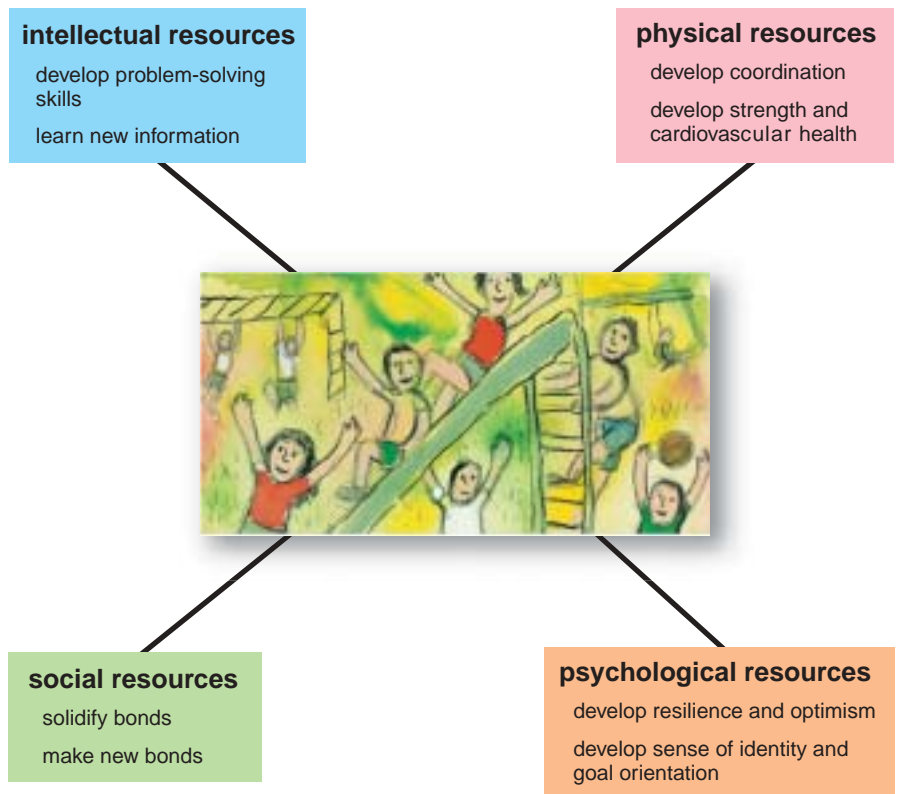 intellectual resources
develop problem-solving
skills
learn new information
physical resources
develop coordination
develop strength and
cardiovascular health
social resources
solidify bonds
make new bonds
psychological resources
develop resilience and optimism
develop sense of identity and
goal orientation